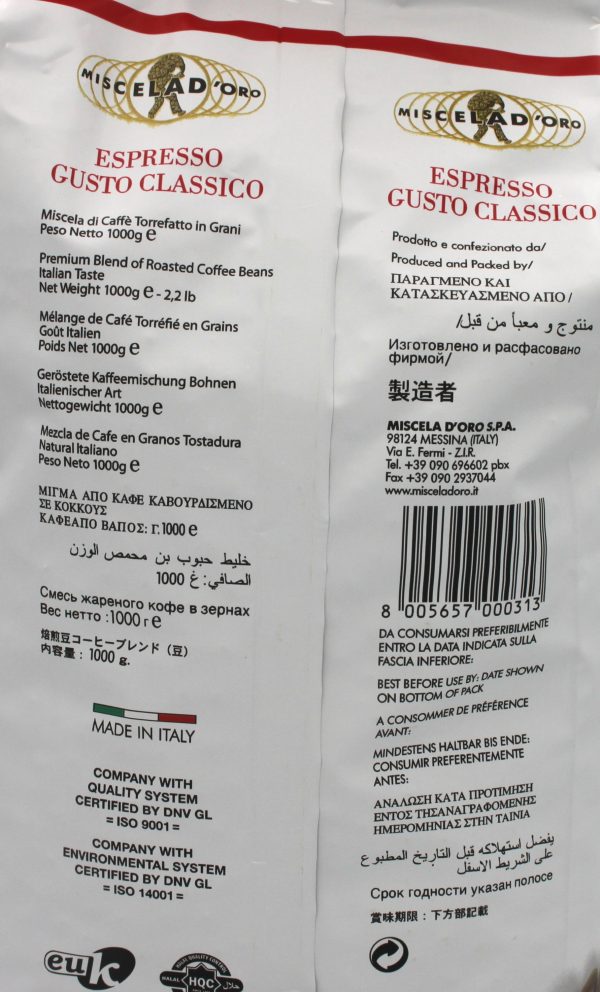 MISCELA D'ORO
ESPRESSO
GUSTO CLASSICO
Miscela di Caffè Torrefatto in Grani
Peso Netto 1000g e
Premium Blend of Roasted Coffee Beans
Italian Taste
Net Weight 1000g e - 2,2 lb
Mélange de Café Torréfié en Grains
Goût Italien
Poids Net 1000g e
Geröstete Kaffeemischung Bohnen
Italienischer Art
Nettogewicht 1000g e
Mezcla de Cafe en Granos Tostadura
Natural Italiano
Peso Neto 1000g e
ΜΙΓΜΑ ΑΠΟ ΚΑΦΕ ΚΑΒΟΥΡΔΙΣΜΕΝΟ
ΣΕ ΚΟΚΚΟΥΣ
ΚΑΦΕΑΠΟ ΒΑΠΟΣ: Γ.1000 e
خليط حبوب بن محمص الوزن
الصافي: غ 1000
Смесь жареного кофе в зернах
Вес нетто :1000 г e
焙煎豆コーヒーブレンド（豆）
内容量：1000 g.
MADE IN ITALY
COMPANY WITH
QUALITY SYSTEM
CERTIFIED BY DNV GL
= ISO 9001 =
COMPANY WITH
ENVIRONMENTAL SYSTEM
CERTIFIED BY DNV GL
= ISO 14001 =
euk
HALAL QUALITY CONTROL
HALAL HQC حلال
MISCELA D'ORO
ESPRESSO
GUSTO CLASSICO
Prodotto e confezionato da/
Produced and Packed by/
ΠΑΡΑΓΜΕΝΟ ΚΑΙ
ΚΑΤΑΣΚΕΥΑΣΜΕΝΟ ΑΠΟ /
منتوج و معبأ من قبل/
Изготовлено и расфасовано
фирмой/
製造者
MISCELA D'ORO S.P.A.
98124 MESSINA (ITALY)
Via E. Fermi - Z.I.R.
Tel. +39 090 696602 pbx
Fax +39 090 2937044
www.misceladoro.it
8 005657 000313
DA CONSUMARSI PREFERIBILMENTE
ENTRO LA DATA INDICATA SULLA
FASCIA INFERIORE:
BEST BEFORE USE BY: DATE SHOWN
ON BOTTOM OF PACK
A CONSOMMER DE PRÉFÉRENCE
AVANT:
MINDESTENS HALTBAR BIS ENDE:
CONSUMIR PREFERENTEMENTE
ANTES:
ΑΝΑΛΩΣΗ ΚΑΤΑ ΠΡΟΤΙΜΗΣΗ
ΕΝΤΟΣ ΤΗΣΑΝΑΓΡΑΦΟΜΕΝΗΣ
ΗΜΕΡΟΜΗΝΙΑΣ ΣΤΗΝ ΤΑΙΝΙΑ
يفضل استهلاكه قبل التاريخ المطبوع
على الشريط الاسفل
Срок годности указан полосе
賞味期限：下方部記載